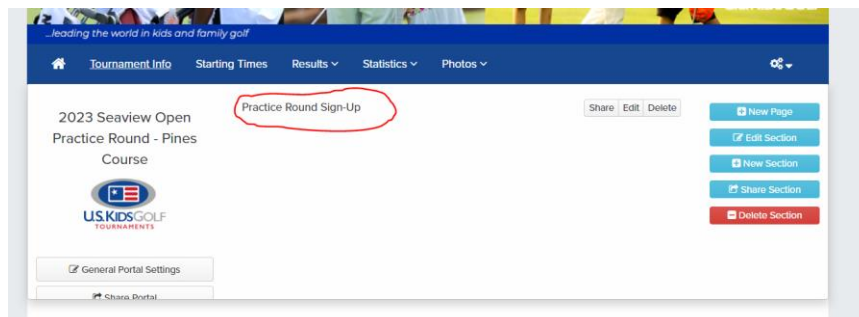 ...leading the world in kids and family golf
Tournament Info Starting Times Results Statistics Photos
2023 Seaview Open
Practice Round - Pines
Course
U.S.KIDSGOLF
TOURNAMENTS
General Portal Settings
Share Portal
Practice Round Sign-Up
Share Edit Delete
New Page
Edit Section
New Section
Share Section
Delete Section